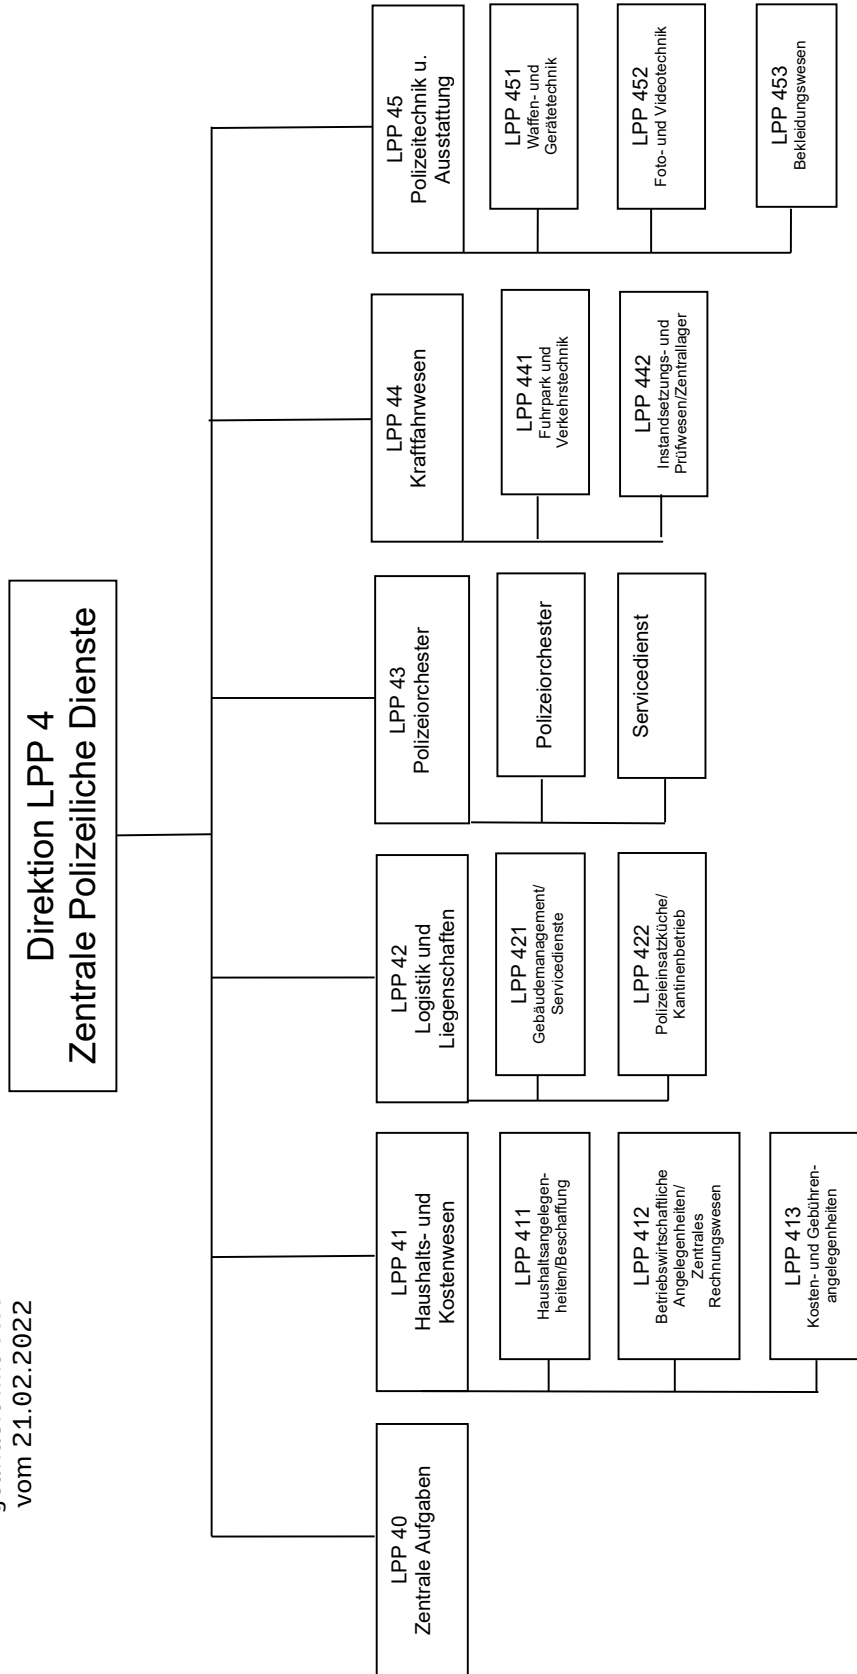 vom 21.02.2022
Direktion LPP 4
Zentrale Polizeiliche Dienste
LPP 40
Zentrale Aufgaben
LPP 41
Haushalts- und
Kostenwesen
LPP 411
Haushaltsangelegen-
heiten/Beschaffung
LPP 412
Betriebswirtschaftliche
Angelegenheiten/
Zentrales
Rechnungswesen
LPP 413
Kosten- und Gebühren-
angelegenheiten
LPP 42
Logistik und
Liegenschaften
LPP 421
Gebäudemanagement/
Servicedienste
LPP 422
Polizeieinsatzküche/
Kantinenbetrieb
LPP 43
Polizeiorchester
Polizeiorchester
Servicedienst
LPP 44
Kraftfahrwesen
LPP 441
Fuhrpark und
Verkehrstechnik
LPP 442
Instandsetzungs- und
Prüfwesen/Zentrallager
LPP 45
Polizeitechnik u.
Ausstattung
LPP 451
Waffen- und
Gerätetechnik
LPP 452
Foto- und Videotechnik
LPP 453
Bekleidungswesen